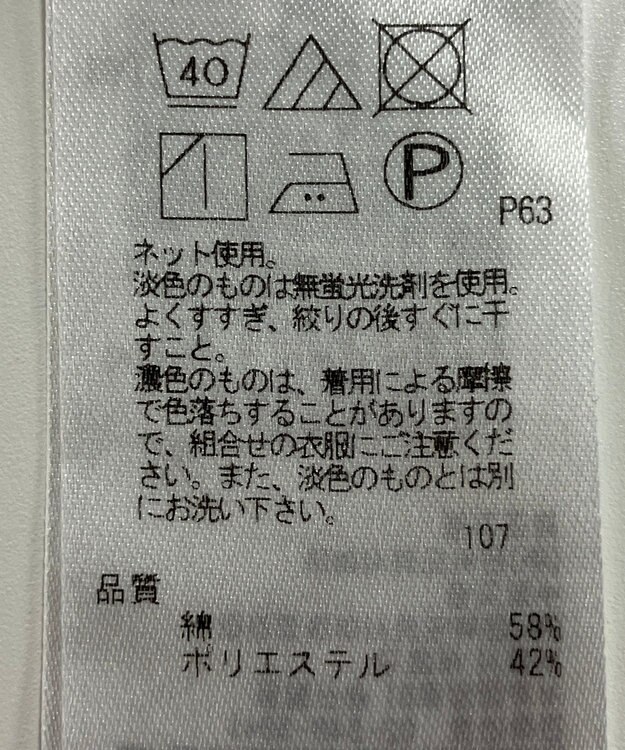 40
P
P63
ネット使用。
淡色のものは無蛍光洗剤を使用。
よくすすぎ、絞りの後すぐに干
すこと。
濃色のものは、着用による摩擦
で色落ちすることがありますの
で、組合せの衣服にご注意くだ
さい。また、淡色のものとは別
にお洗い下さい。
107
品質
綿 58%
ポリエステル 42%